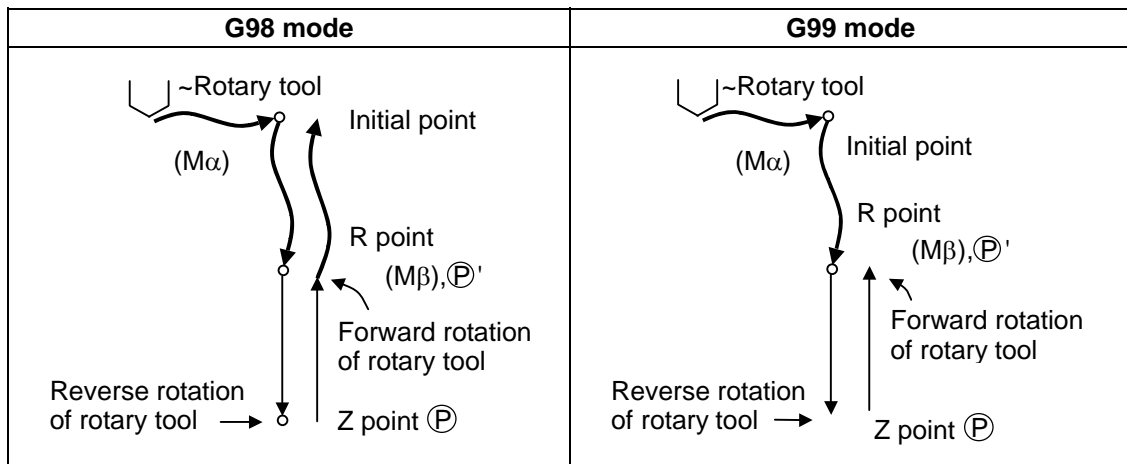 G98 mode
~Rotary tool
Initial point
(Mα)
R point
(Mβ),Ⓟ'
Forward rotation
of rotary tool
Reverse rotation
of rotary tool
Z point Ⓟ
G99 mode
~Rotary tool
(Mα)
Initial point
R point
(Mβ),Ⓟ'
Forward rotation
of rotary tool
Reverse rotation
of rotary tool
Z point Ⓟ